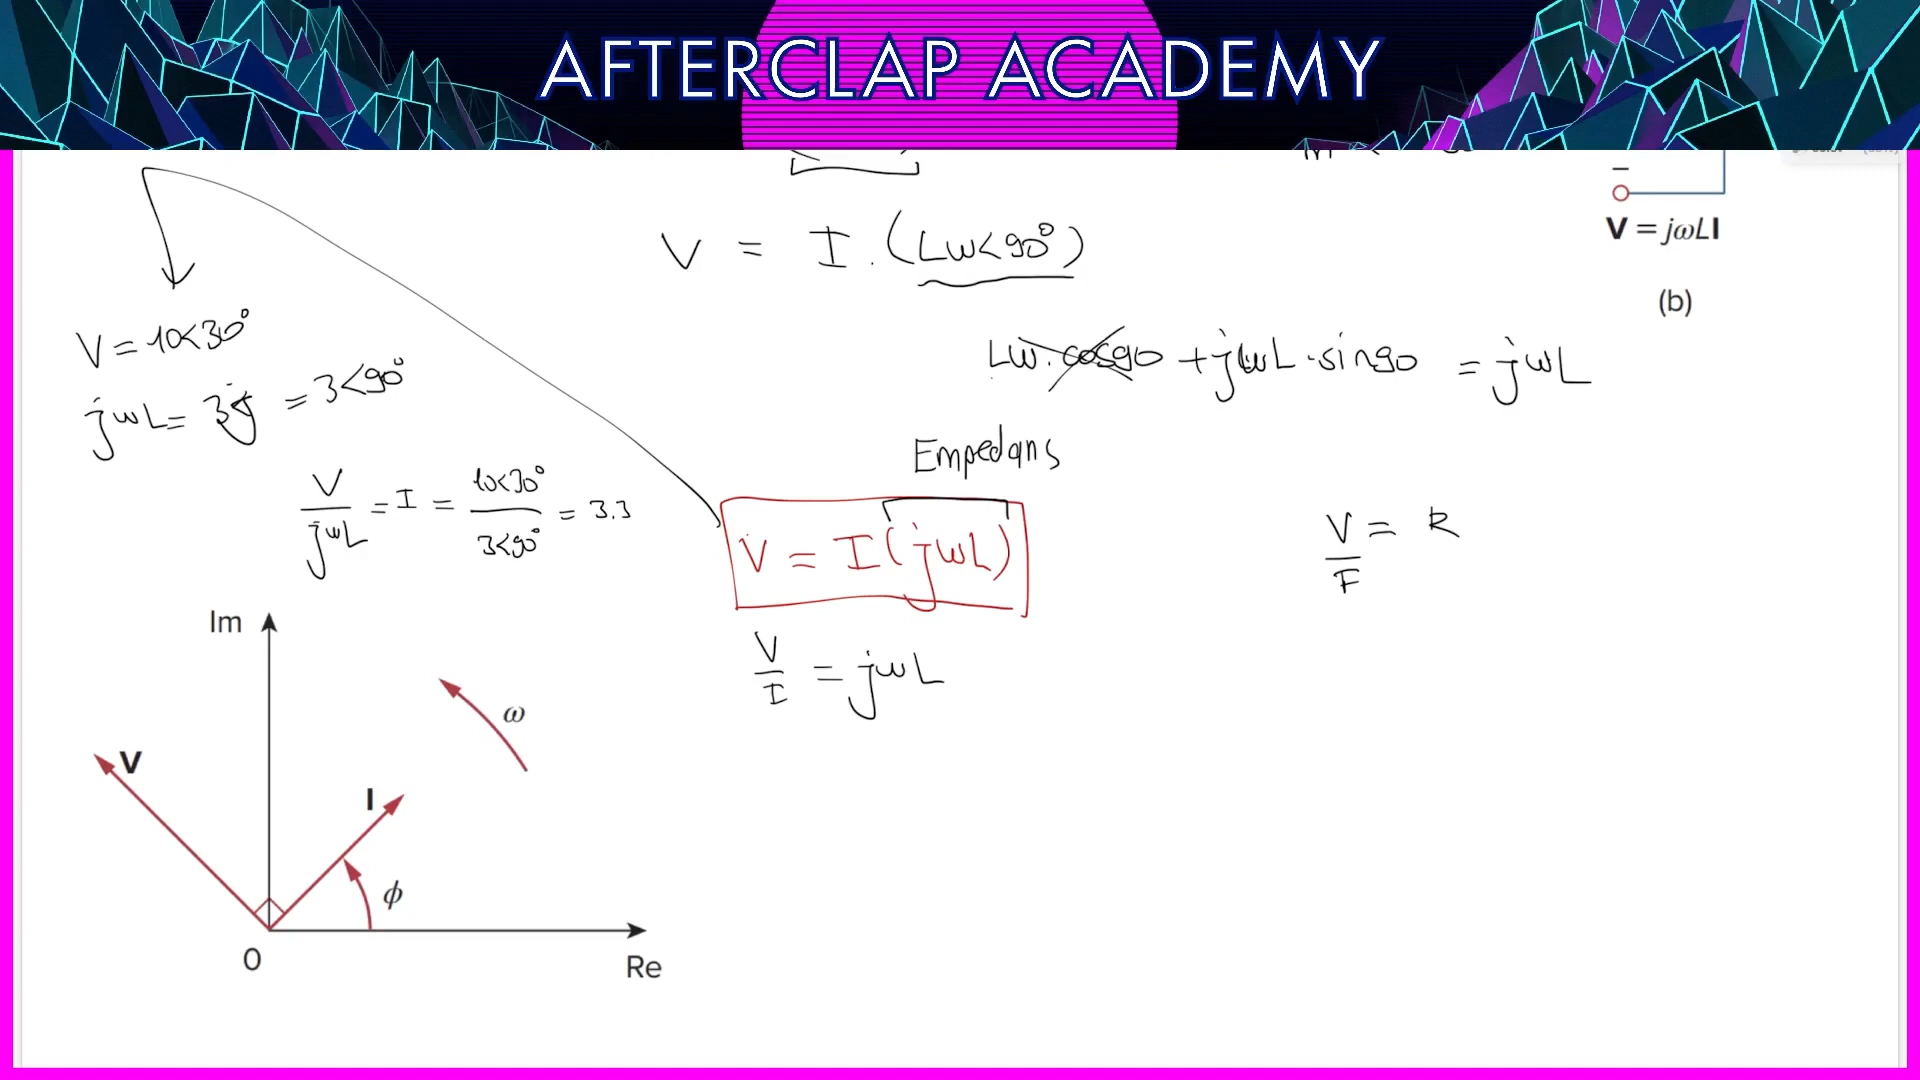 AFTERCLAP ACADEMY
V = I . (Lω<90°)
V = jωLI
(b)
V = 10<30°
jωL = 3j = 3<90°
Lω . cos90 + jωL . sin90 = jωL
Empedans
V/jωL = I = 10<30°/3<90° = 3.3
V = I(jωL)
V/I = jωL
V/F = R
Im
ω
V
I
ϕ
0
Re